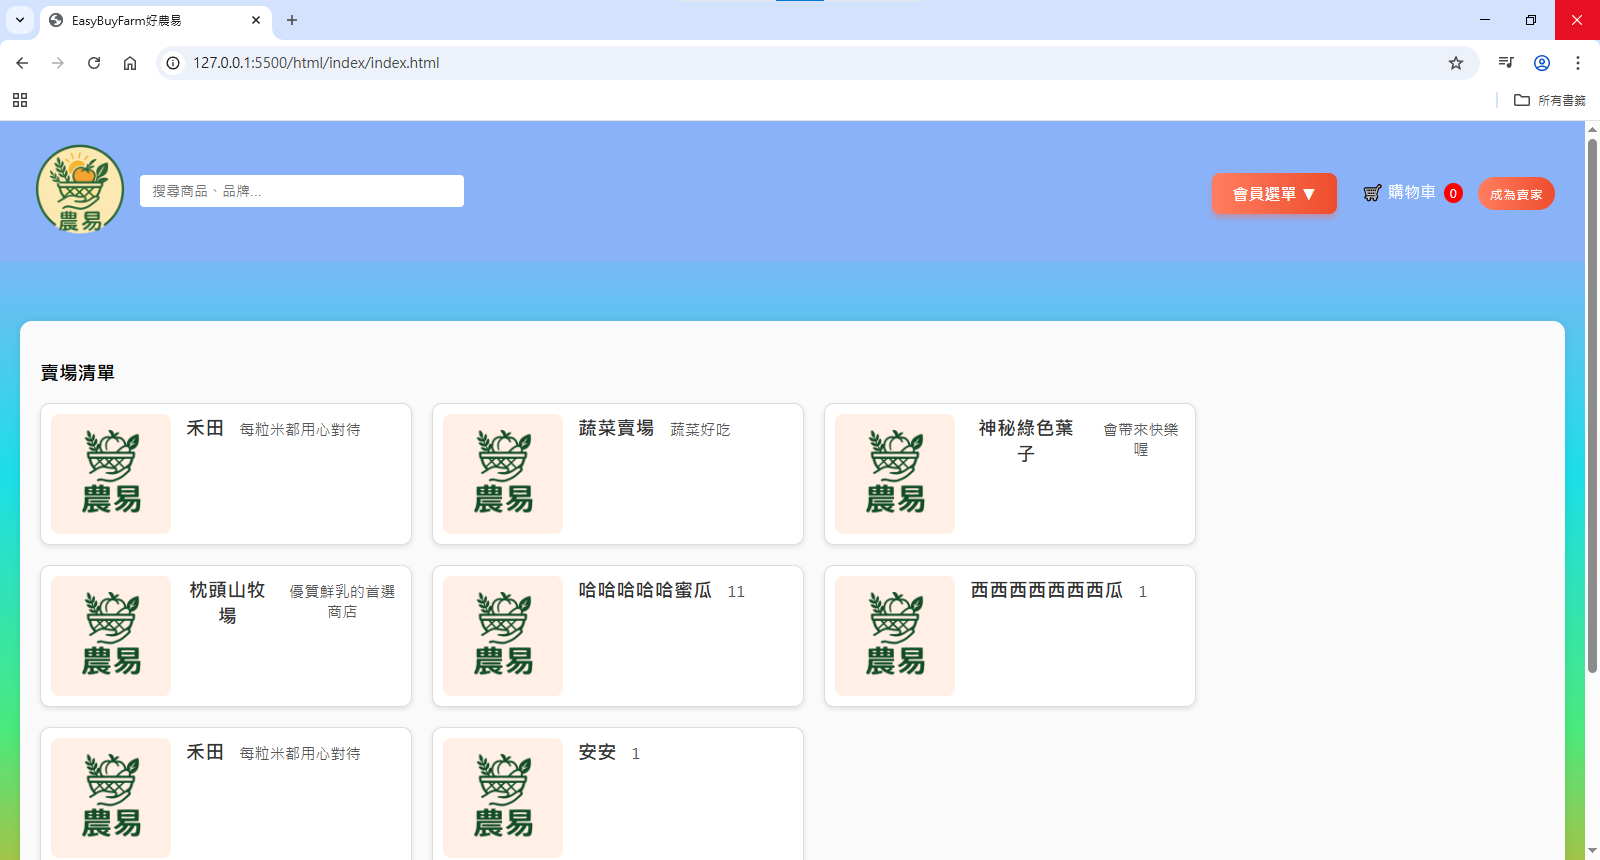 EasyBuyFarm好農易
127.0.0.1:5500/html/index/index.html
所有書籤
農易
搜尋商品、品牌...
會員選單 ▼
購物車 0
成為賣家
賣場清單
農易
禾田 每粒米都用心對待
農易
蔬菜賣場 蔬菜好吃
農易
神秘綠色葉
子
會帶來快樂
喔
農易
枕頭山牧
場
優質鮮乳的首選
商店
農易
哈哈哈哈哈蜜瓜 11
農易
西西西西西西西瓜 1
農易
禾田 每粒米都用心對待
農易
安安 1